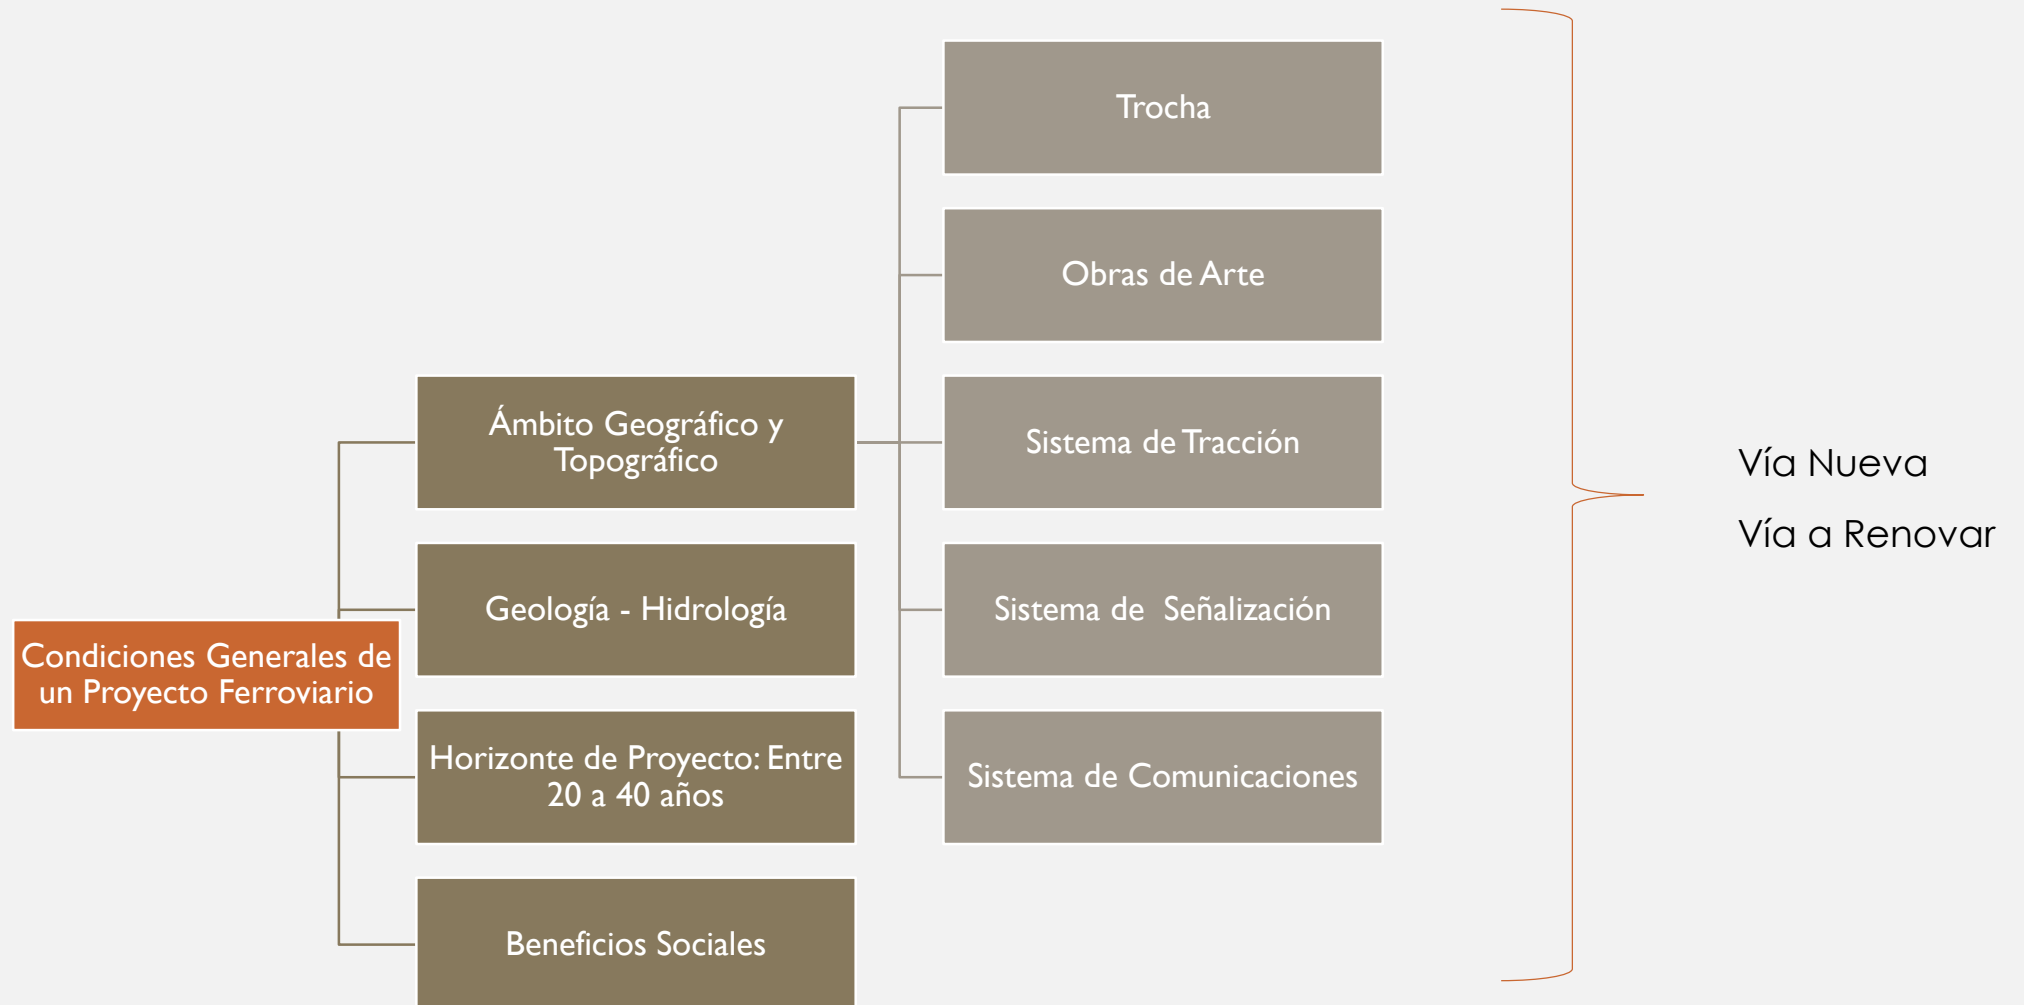 Condiciones Generales de
un Proyecto Ferroviario
Ámbito Geográfico y
Topográfico
Geología - Hidrología
Horizonte de Proyecto: Entre
20 a 40 años
Beneficios Sociales
Trocha
Obras de Arte
Sistema de Tracción
Sistema de  Señalización
Sistema de Comunicaciones
Vía Nueva
Vía a Renovar